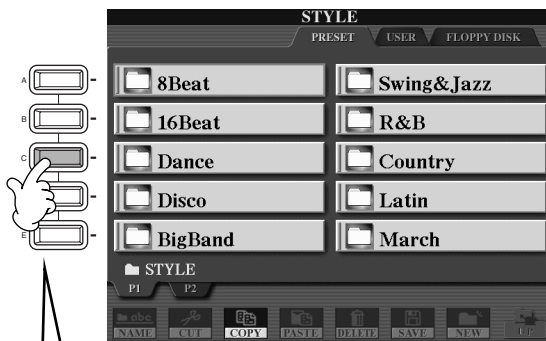 STYLE
PRESET USER FLOPPY DISK
A 8Beat Swing&Jazz
B 16Beat R&B
C Dance Country
Disco Latin
E BigBand March
STYLE
P1 P2
abc
NAME CUT COPY PASTE DELETE SAVE NEW UP